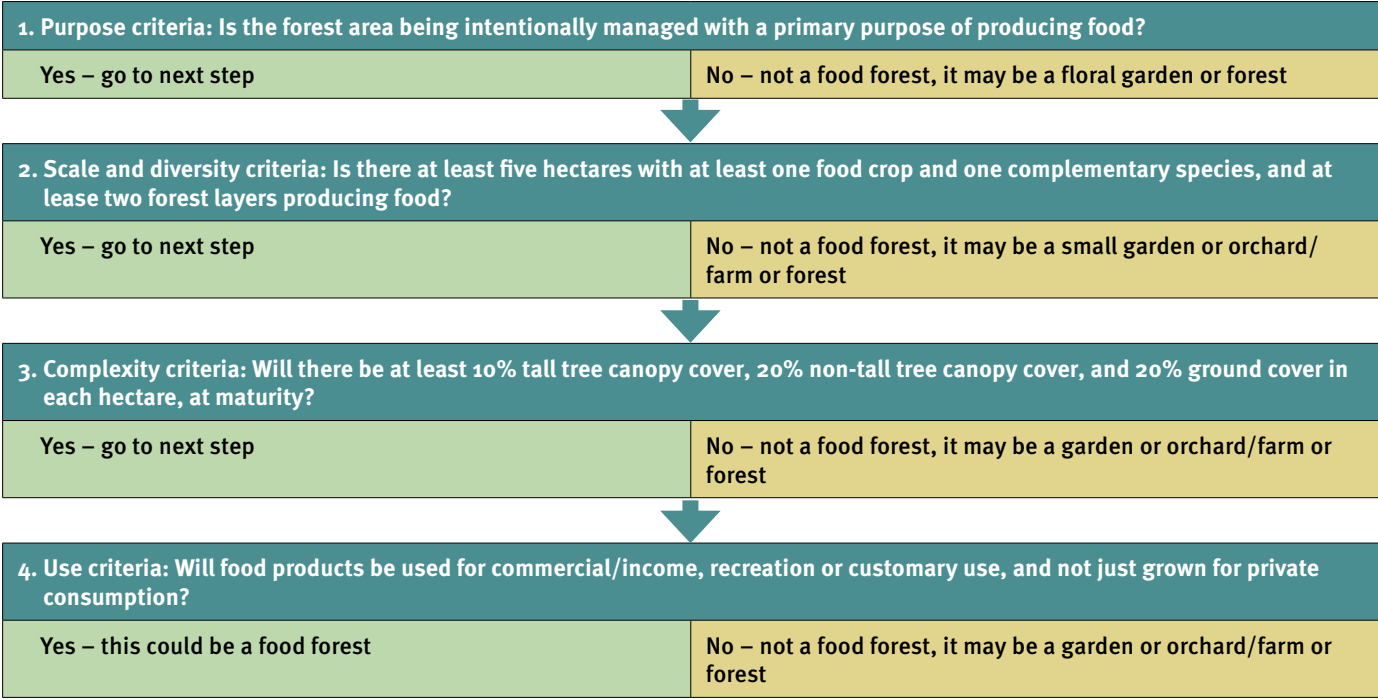 1. Purpose criteria: Is the forest area being intentionally managed with a primary purpose of producing food?
Yes – go to next step
No – not a food forest, it may be a floral garden or forest
2. Scale and diversity criteria: Is there at least five hectares with at least one food crop and one complementary species, and at
lease two forest layers producing food?
Yes – go to next step
No – not a food forest, it may be a small garden or orchard/
farm or forest
3. Complexity criteria: Will there be at least 10% tall tree canopy cover, 20% non-tall tree canopy cover, and 20% ground cover in
each hectare, at maturity?
Yes – go to next step
No – not a food forest, it may be a garden or orchard/farm or
forest
4. Use criteria: Will food products be used for commercial/income, recreation or customary use, and not just grown for private
consumption?
Yes – this could be a food forest
No – not a food forest, it may be a garden or orchard/farm or
forest